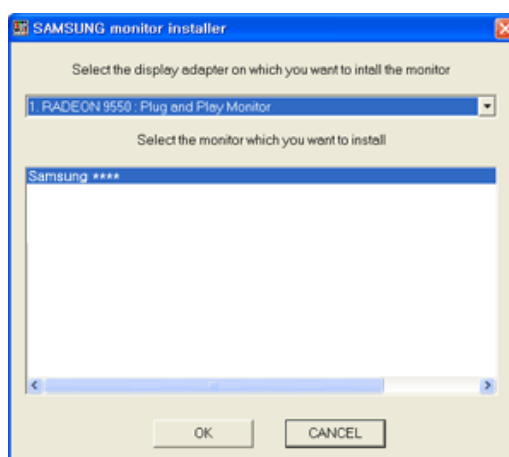 SAMSUNG monitor installer
Select the display adapter on which you want to intall the monitor
1. RADEON 9550 : Plug and Play Monitor
Select the monitor which you want to install
Samsung ****
OK
CANCEL